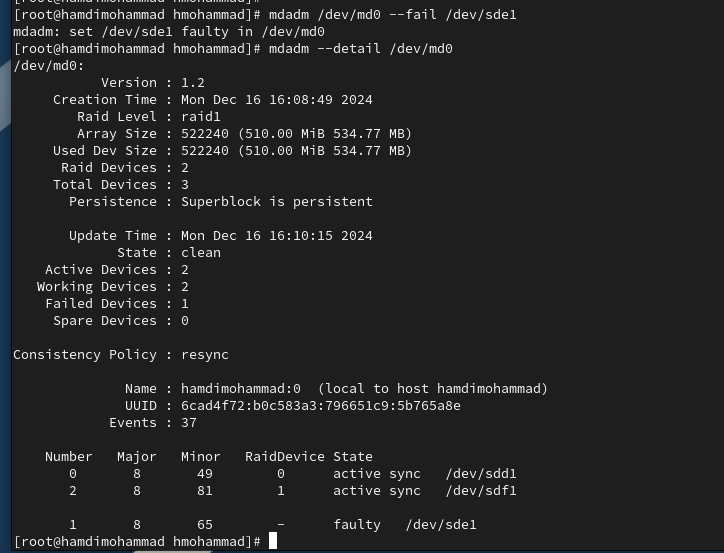 [root@hamdimohammad hmohammad]#
[root@hamdimohammad hmohammad]# mdadm /dev/md0 --fail /dev/sde1
mdadm: set /dev/sde1 faulty in /dev/md0
[root@hamdimohammad hmohammad]# mdadm --detail /dev/md0
/dev/md0:
Version : 1.2
Creation Time : Mon Dec 16 16:08:49 2024
Raid Level : raid1
Array Size : 522240 (510.00 MiB 534.77 MB)
Used Dev Size : 522240 (510.00 MiB 534.77 MB)
Raid Devices : 2
Total Devices : 3
Persistence : Superblock is persistent
Update Time : Mon Dec 16 16:10:15 2024
State : clean
Active Devices : 2
Working Devices : 2
Failed Devices : 1
Spare Devices : 0
Consistency Policy : resync
Name : hamdimohammad:0  (local to host hamdimohammad)
UUID : 6cad4f72:b0c583a3:796651c9:5b765a8e
Events : 37
Number   Major   Minor   RaidDevice State
0       8       49        0      active sync   /dev/sdd1
2       8       81        1      active sync   /dev/sdf1
1       8       65        -      faulty   /dev/sde1
[root@hamdimohammad hmohammad]#